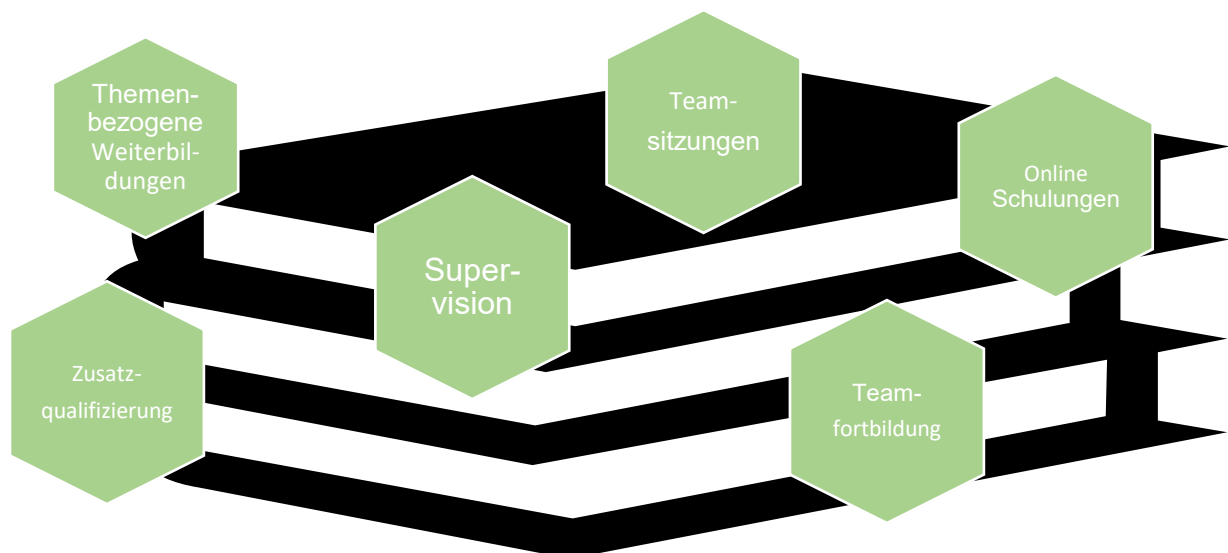 Themen-
bezogene
Weiterbil-
dungen
Team-
sitzungen
Online
Schulungen
Super-
vision
Zusatz-
qualifizierung
Team-
fortbildung